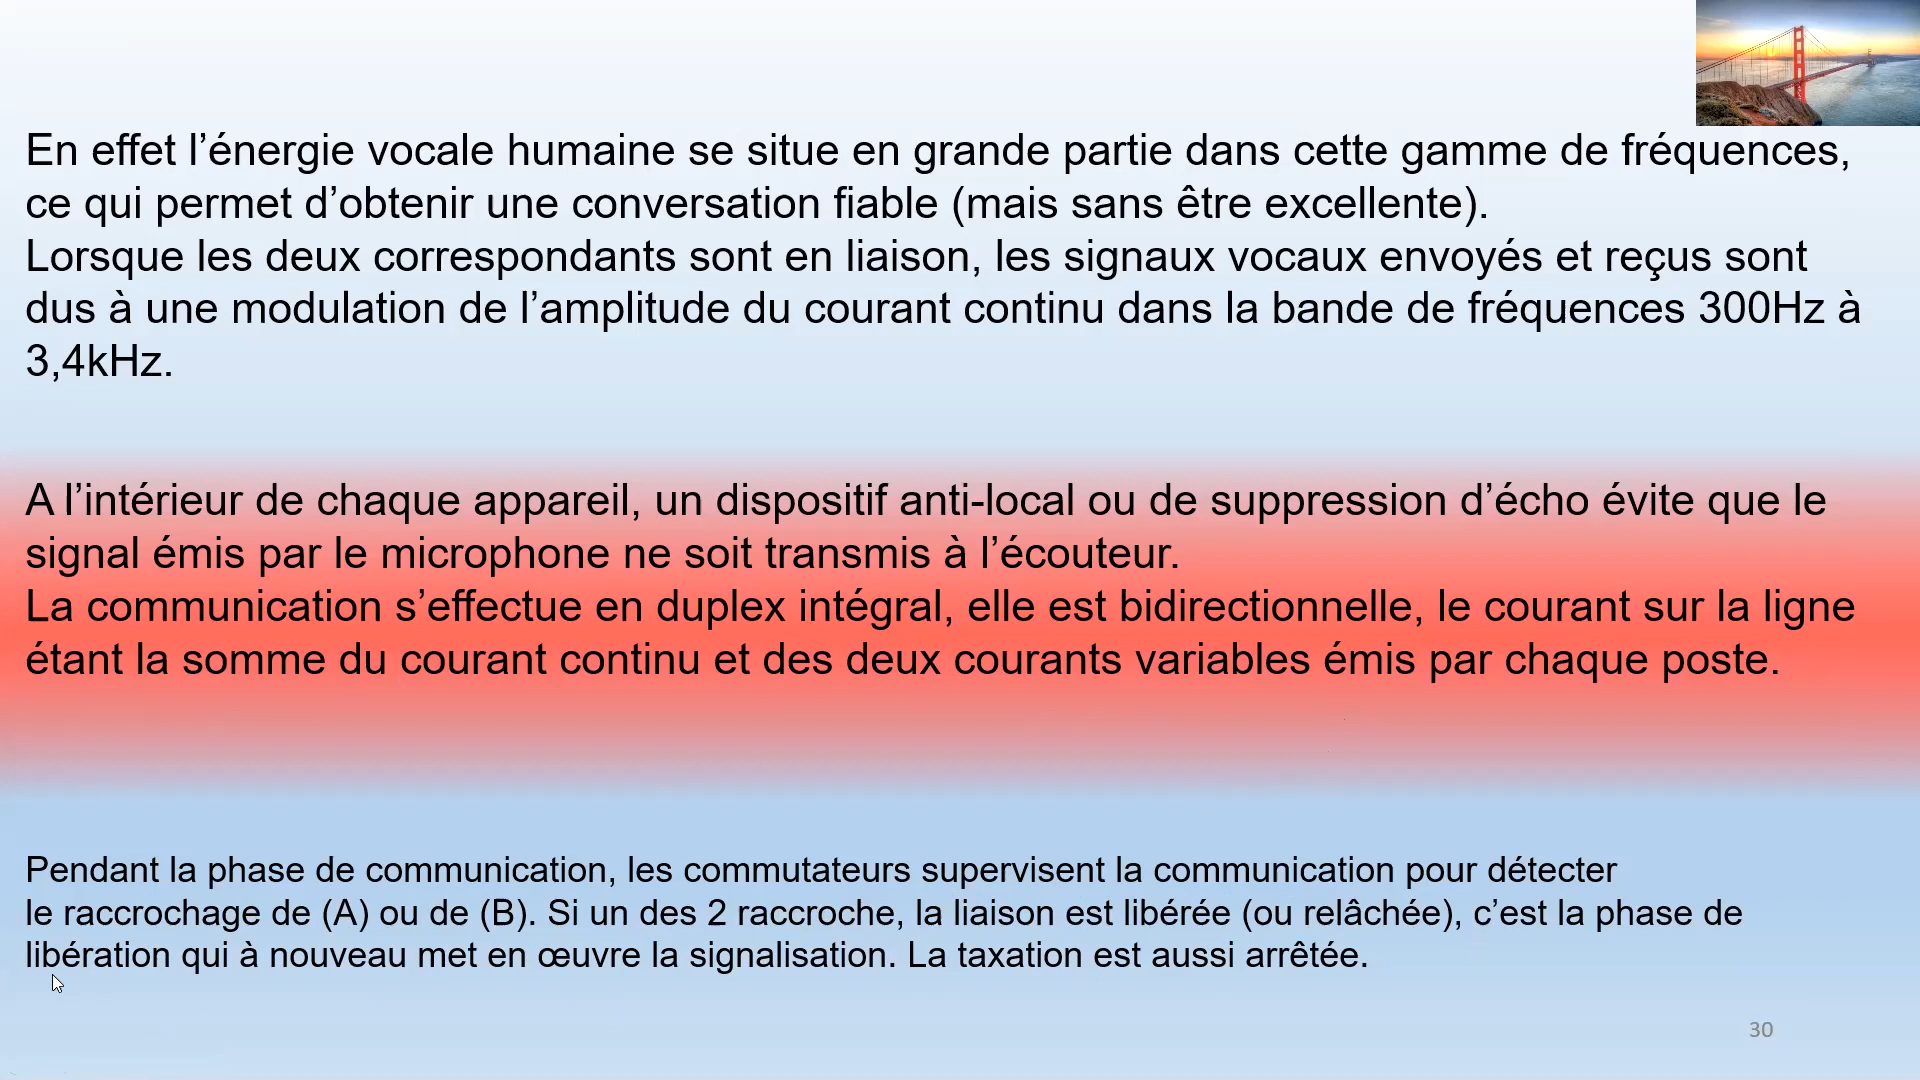 En effet l’énergie vocale humaine se situe en grande partie dans cette gamme de fréquences,
ce qui permet d’obtenir une conversation fiable (mais sans être excellente).
Lorsque les deux correspondants sont en liaison, les signaux vocaux envoyés et reçus sont
dus à une modulation de l’amplitude du courant continu dans la bande de fréquences 300Hz à
3,4kHz.
A l’intérieur de chaque appareil, un dispositif anti-local ou de suppression d’écho évite que le
signal émis par le microphone ne soit transmis à l’écouteur.
La communication s’effectue en duplex intégral, elle est bidirectionnelle, le courant sur la ligne
étant la somme du courant continu et des deux courants variables émis par chaque poste.
Pendant la phase de communication, les commutateurs supervisent la communication pour détecter
le raccrochage de (A) ou de (B). Si un des 2 raccroche, la liaison est libérée (ou relâchée), c’est la phase de
libération qui à nouveau met en œuvre la signalisation. La taxation est aussi arrêtée.
30